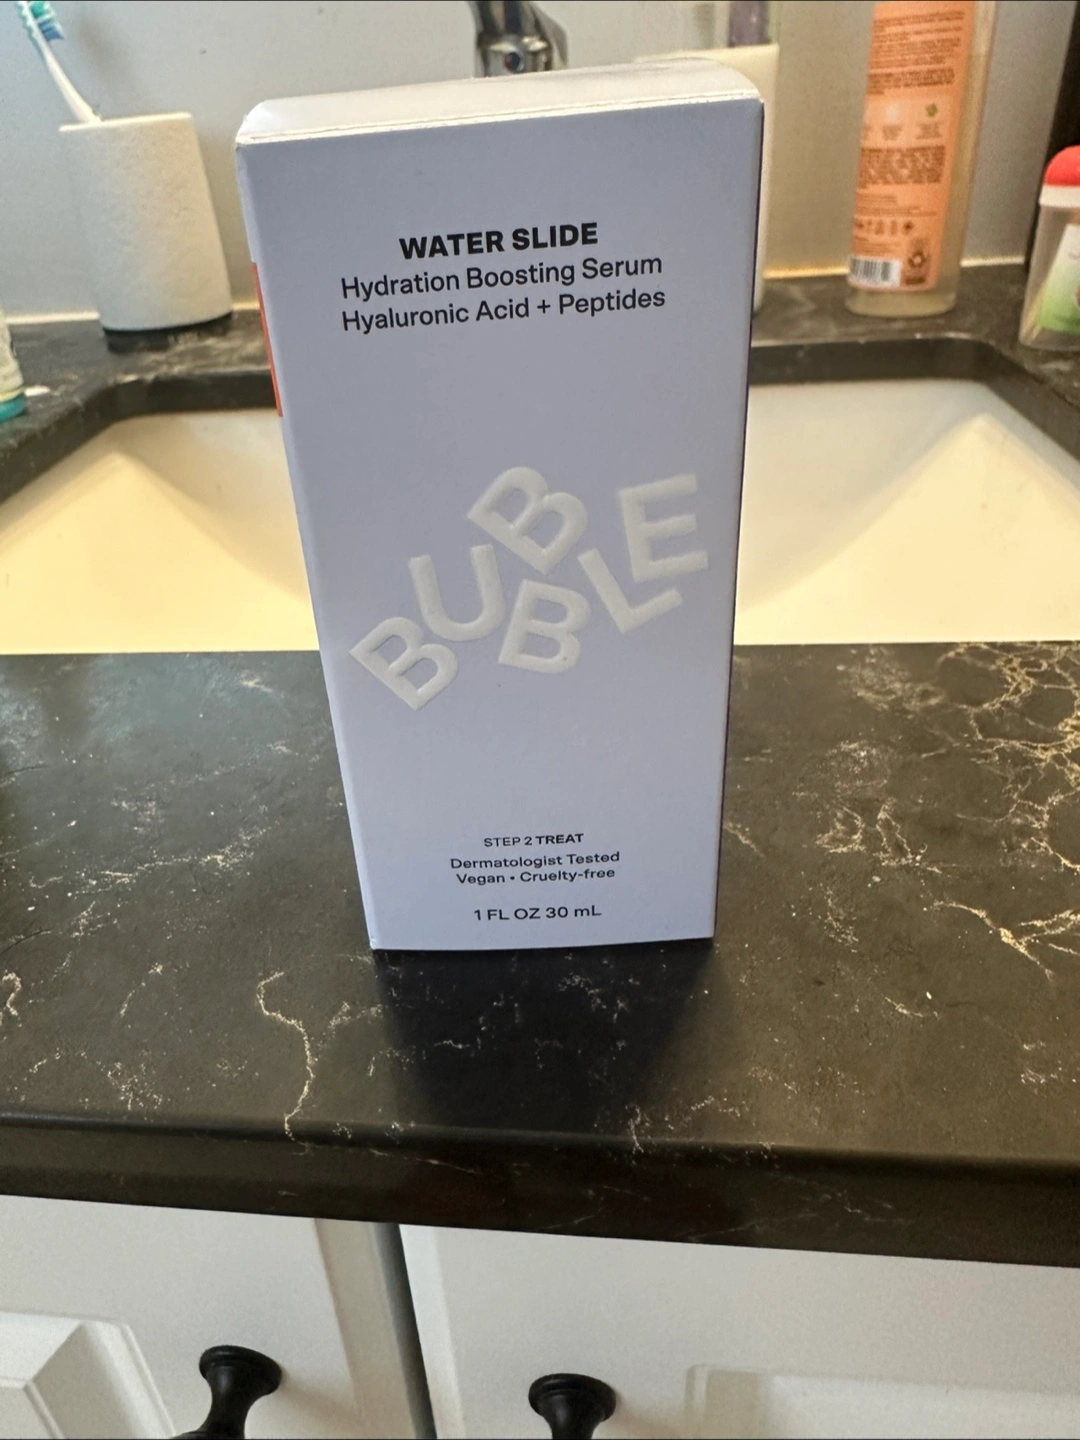 WATER SLIDE
Hydration Boosting Serum
Hyaluronic Acid + Peptides
BUBBLE
STEP 2 TREAT
Dermatologist Tested
Vegan • Cruelty-free
1 FL OZ 30 mL